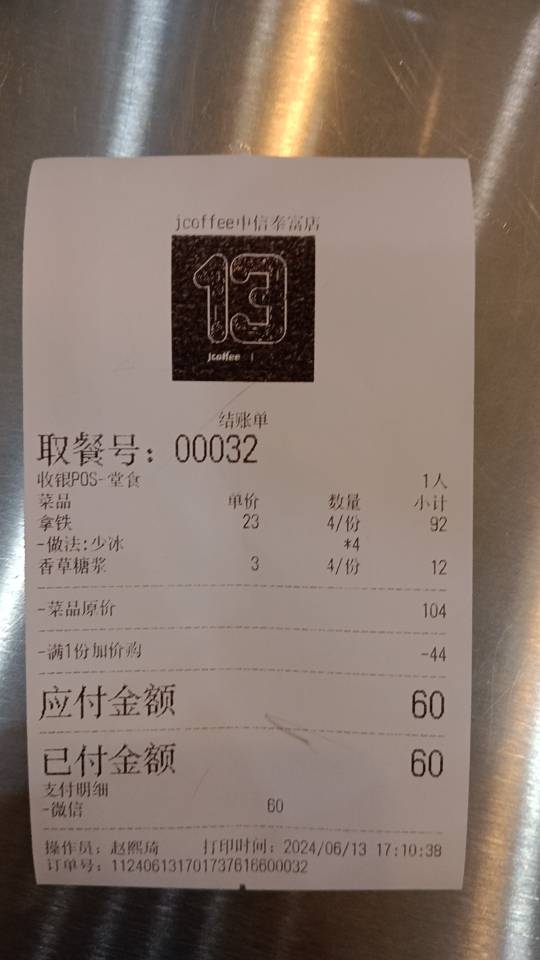 jcoffee中信泰富店
13
jcoffee
结账单
取餐号：00032
收银POS-堂食 1人
菜品 单价 数量 小计
拿铁 23 4/份 92
-做法:少冰 *4
香草糖浆 3 4/份 12
-菜品原价 104
-满1份加价购 -44
应付金额 60
已付金额 60
支付明细
-微信 60
操作员：赵熙琦 打印时间：2024/06/13 17:10:38
订单号：112406131701737616600032